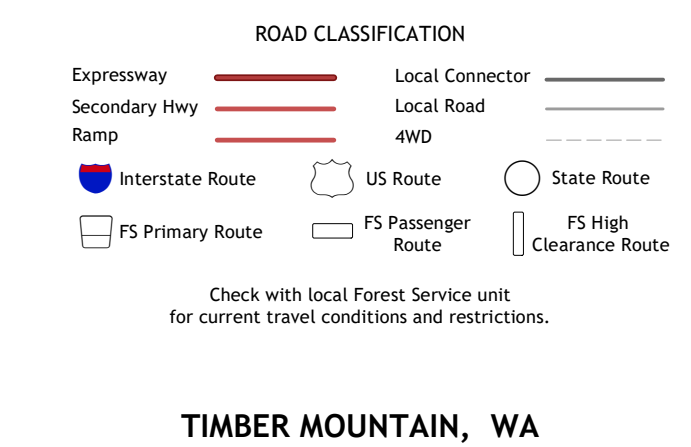 ROAD CLASSIFICATION
Expressway
Local Connector
Secondary Hwy
Local Road
Ramp
4WD
Interstate Route
US Route
State Route
FS Primary Route
FS Passenger
Route
FS High
Clearance Route
Check with local Forest Service unit
for current travel conditions and restrictions.
TIMBER MOUNTAIN, WA